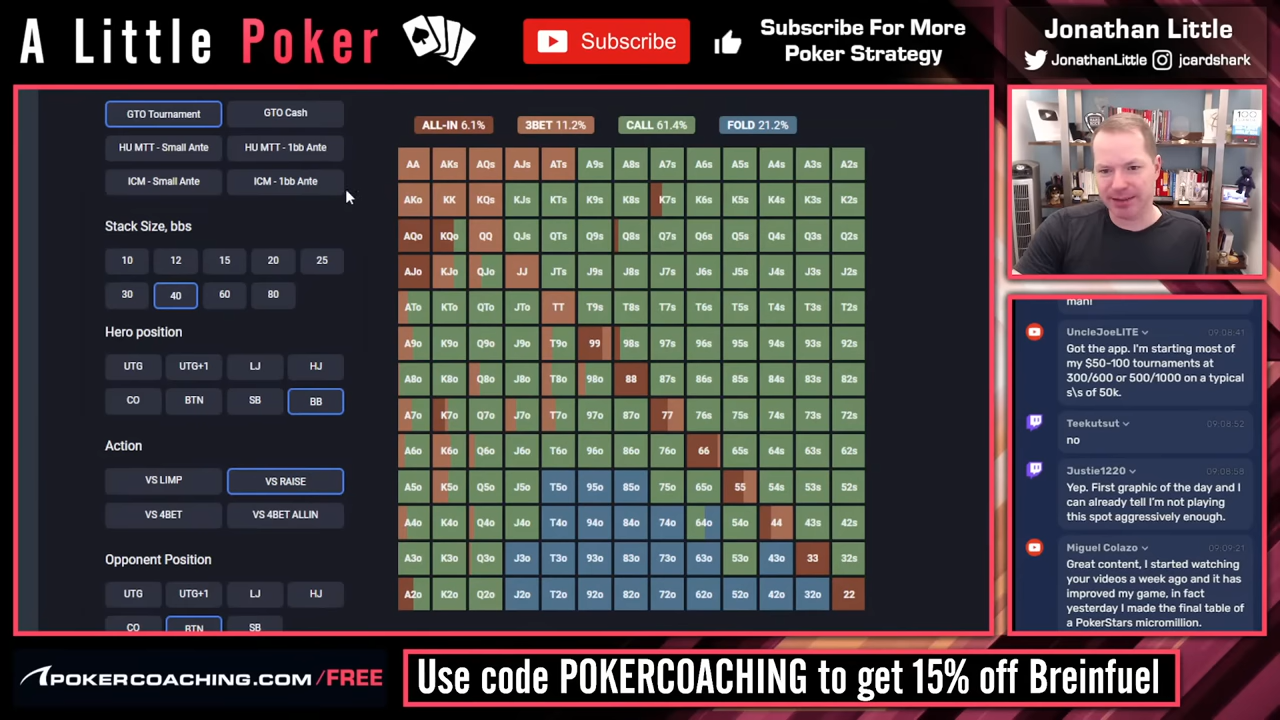 A Little Poker
Subscribe
Subscribe For More
Poker Strategy
Jonathan Little
JonathanLittle jcardshark
GTO Tournament GTO Cash
HU MTT - Small Ante HU MTT - 1bb Ante
ICM - Small Ante ICM - 1bb Ante
Stack Size, bbs
10 12 15 20 25
30 40 60 80
Hero position
UTG UTG+1 LJ HJ
CO BTN SB BB
Action
VS LIMP VS RAISE
VS 4BET VS 4BET ALLIN
Opponent Position
UTG UTG+1 LJ HJ
CO BTN SB
ALL-IN 6.1% 3BET 11.2% CALL 61.4% FOLD 21.2%
AA AKs AQs AJs ATs A9s A8s A7s A6s A5s A4s A3s A2s
AKo KK KQs KJs KTs K9s K8s K7s K6s K5s K4s K3s K2s
AQo KQo QQ QJs QTs Q9s Q8s Q7s Q6s Q5s Q4s Q3s Q2s
AJo KJo QJo JJ JTs J9s J8s J7s J6s J5s J4s J3s J2s
ATo KTo QTo JTo TT T9s T8s T7s T6s T5s T4s T3s T2s
A9o K9o Q9o J9o T9o 99 98s 97s 96s 95s 94s 93s 92s
A8o K8o Q8o J8o T8o 98o 88 87s 86s 85s 84s 83s 82s
A7o K7o Q7o J7o T7o 97o 87o 77 76s 75s 74s 73s 72s
A6o K6o Q6o J6o T6o 96o 86o 76o 66 65s 64s 63s 62s
A5o K5o Q5o J5o T5o 95o 85o 75o 65o 55 54s 53s 52s
A4o K4o Q4o J4o T4o 94o 84o 74o 64o 54o 44 43s 42s
A3o K3o Q3o J3o T3o 93o 83o 73o 63o 53o 43o 33 32s
A2o K2o Q2o J2o T2o 92o 82o 72o 62o 52o 42o 32o 22
man!
UncleJoeLITE 09:08:41
Got the app. I'm starting most of
my $50-100 tournaments at
300/600 or 500/1000 on a typical
s\s of 50k.
Teekutsut 09:08:52
no
Justie1220 09:08:58
Yep. First graphic of the day and I
can already tell I'm not playing
this spot aggressively enough.
Miguel Colazo 09:09:21
Great content, I started watching
your videos a week ago and it has
improved my game, in fact
yesterday I made the final table of
a PokerStars micromillion.
POKERCOACHING.COM/FREE
Use code POKERCOACHING to get 15% off Breinfuel